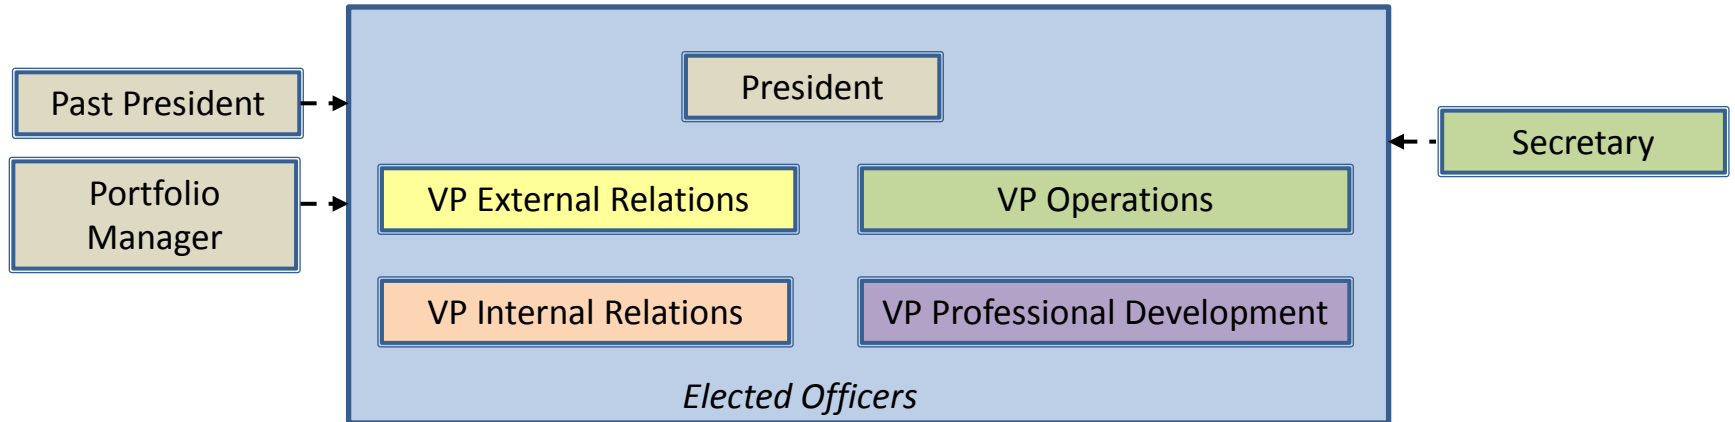 Past President
Portfolio
Manager
President
VP External Relations
VP Operations
VP Internal Relations
VP Professional Development
Elected Officers
Secretary